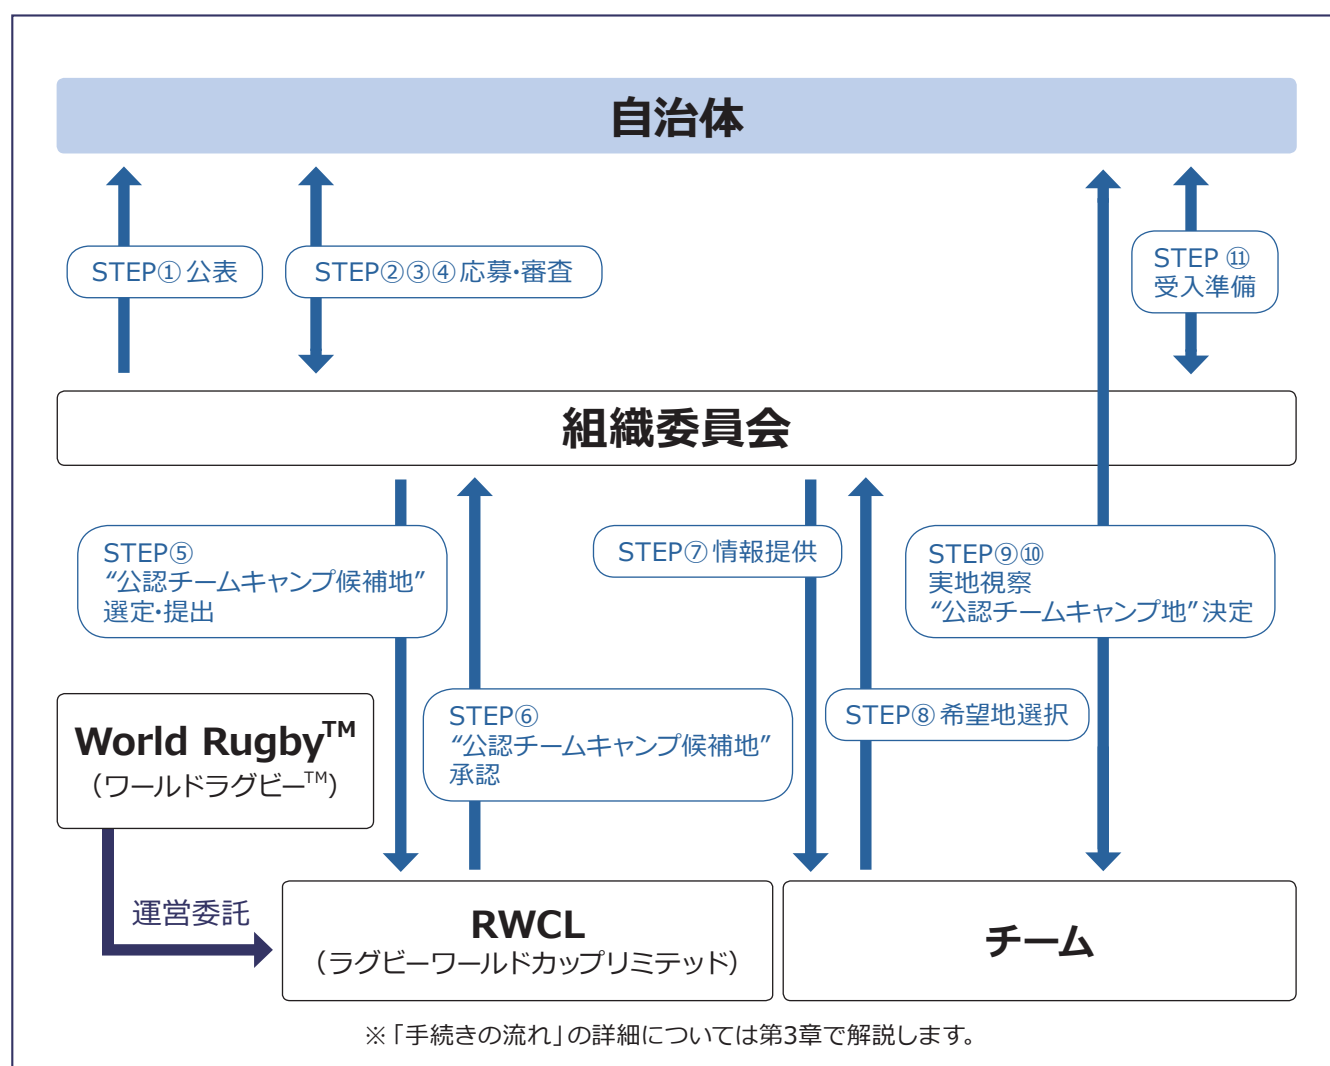 自治体
STEP① 公表
STEP②③④ 応募・審査
STEP ⑪
受入準備
組織委員会
STEP⑤
“公認チームキャンプ候補地”
選定・提出
STEP⑦ 情報提供
STEP⑨⑩
実地視察
“公認チームキャンプ地” 決定
STEP⑥
“公認チームキャンプ候補地”
承認
STEP⑧ 希望地選択
World Rugby™
（ワールドラグビー™）
運営委託
RWCL
（ラグビーワールドカップリミテッド）
チーム
※「手続きの流れ」の詳細については第3章で解説します。